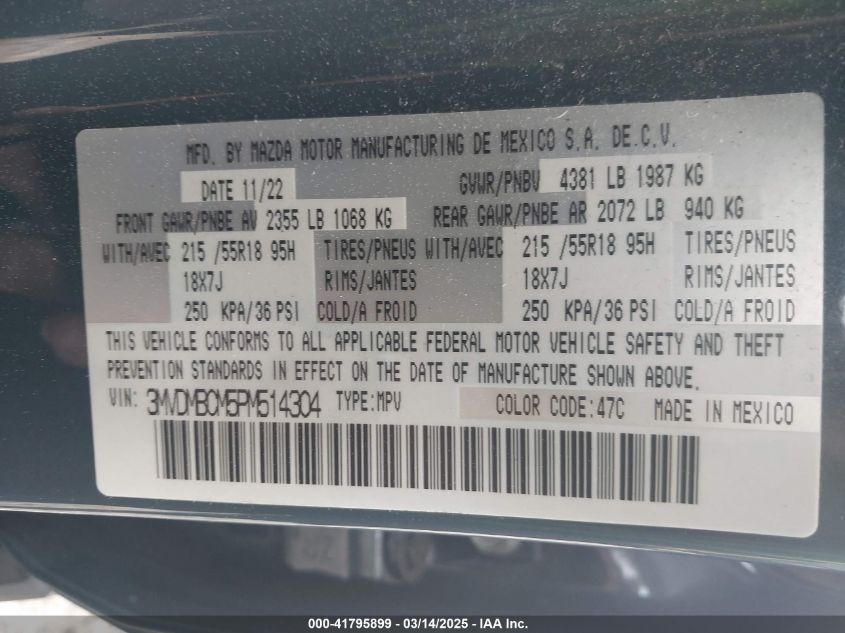 MFD. BY MAZDA MOTOR MANUFACTURING DE MEXICO S.A. DE.C.V.
DATE 11/22 GVWR/PNBV 4381 LB 1987 KG
FRONT GAWR/PNBE AV 2355 LB 1068 KG REAR GAWR/PNBE AR 2072 LB 940 KG
WITH/AVEC 215 /55R18 95H TIRES/PNEUS WITH/AVEC 215 /55R18 95H TIRES/PNEUS
18X7J RIMS/JANTES 18X7J RIMS/JANTES
250 KPA/36 PSI COLD/A FROID 250 KPA/36 PSI COLD/A FROID
THIS VEHICLE CONFORMS TO ALL APPLICABLE FEDERAL MOTOR VEHICLE SAFETY AND THEFT
PREVENTION STANDARDS IN EFFECT ON THE DATE OF MANUFACTURE SHOWN ABOVE.
VIN: 3MVDMBCM5PM514304 TYPE:MPV COLOR CODE:47C MADE IN MEXICO
000-41795899 - 03/14/2025 - IAA Inc.